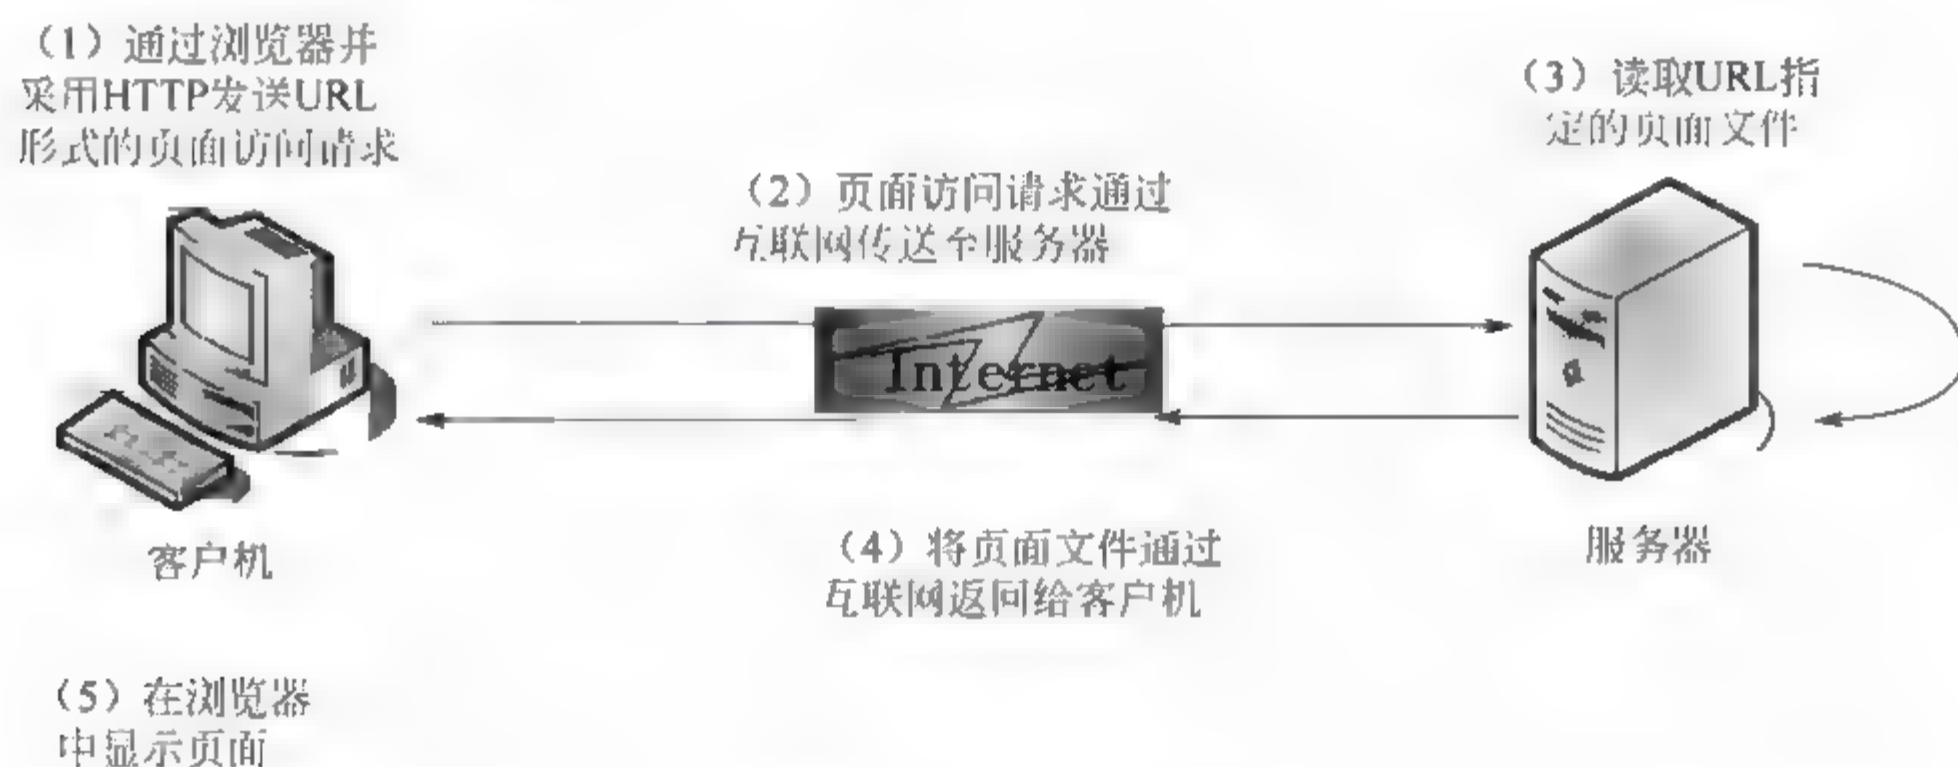 （1）通过浏览器并
采用HTTP发送URL
形式的页面访问请求
（2）页面访问请求通过
互联网传送至服务器
（3）读取URL指
定的页面文件
Internet
客户机
服务器
（4）将页面文件通过
互联网返回给客户机
（5）在浏览器
中显示页面